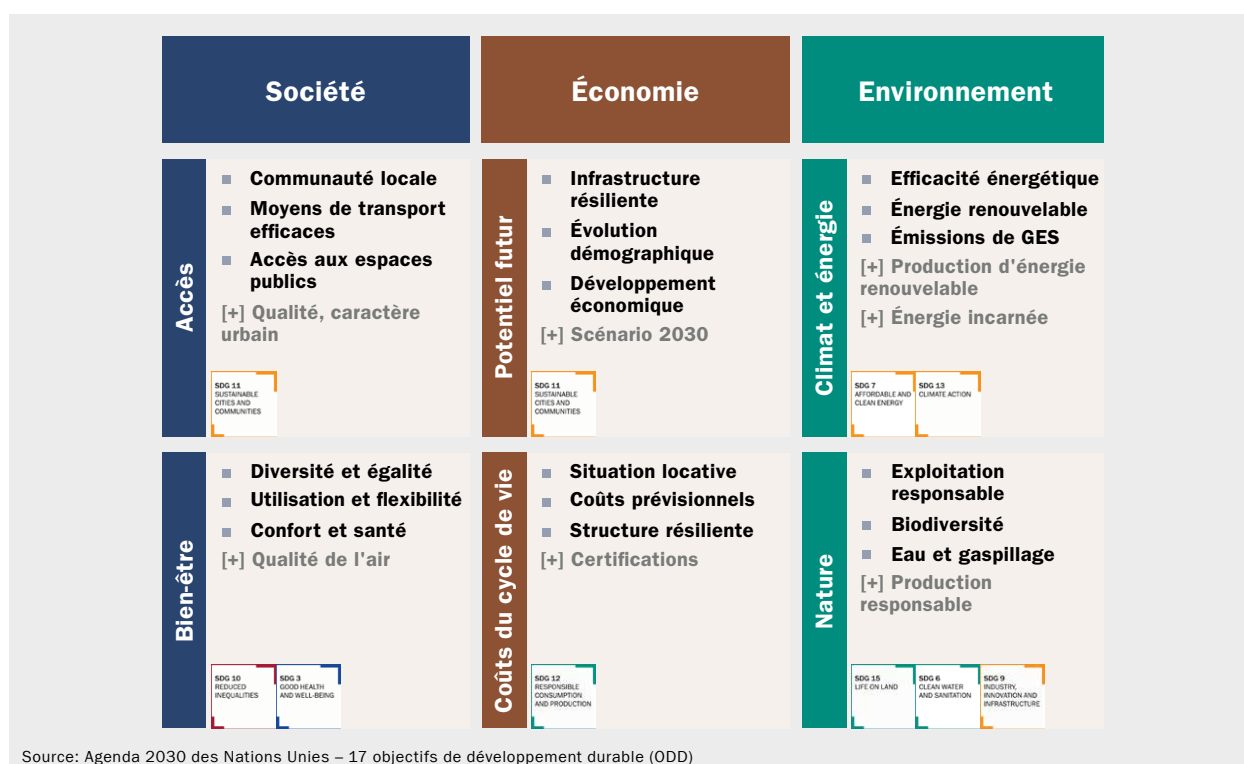 Société
Économie
Environnement
Accès
Communauté locale
Moyens de transport
efficaces
Accès aux espaces
publics
[+] Qualité, caractère
urbain
SDG 11
SUSTAINABLE
CITIES AND
COMMUNITIES
Potentiel futur
Infrastructure
résiliente
Évolution
démographique
Développement
économique
[+] Scénario 2030
SDG 11
SUSTAINABLE
CITIES AND
COMMUNITIES
Climat et énergie
Efficacité énergétique
Énergie renouvelable
Émissions de GES
[+] Production d'énergie
renouvelable
[+] Énergie incarnée
SDG 7
AFFORDABLE AND
CLEAN ENERGY
SDG 13
CLIMATE ACTION
Bien-être
Diversité et égalité
Utilisation et flexibilité
Confort et santé
[+] Qualité de l'air
SDG 10
REDUCED
INEQUALITIES
SDG 3
GOOD HEALTH
AND WELL-BEING
Coûts du cycle de vie
Situation locative
Coûts prévisionnels
Structure résiliente
[+] Certifications
SDG 12
RESPONSIBLE
CONSUMPTION
AND PRODUCTION
Nature
Exploitation
responsable
Biodiversité
Eau et gaspillage
[+] Production
responsable
SDG 15
LIFE ON LAND
SDG 6
CLEAN WATER
AND SANITATION
SDG 9
INDUSTRY,
INNOVATION AND
INFRASTRUCTURE
Source: Agenda 2030 des Nations Unies – 17 objectifs de développement durable (ODD)